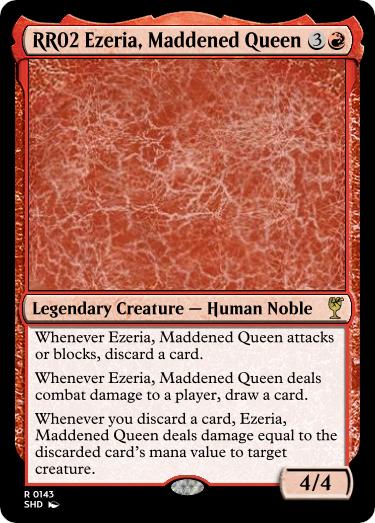 RR02 Ezeria, Maddened Queen 3
Legendary Creature — Human Noble
Whenever Ezeria, Maddened Queen attacks
or blocks, discard a card.
Whenever Ezeria, Maddened Queen deals
combat damage to a player, draw a card.
Whenever you discard a card, Ezeria,
Maddened Queen deals damage equal to the
discarded card's mana value to target
creature.
4/4
R 0143
SHD